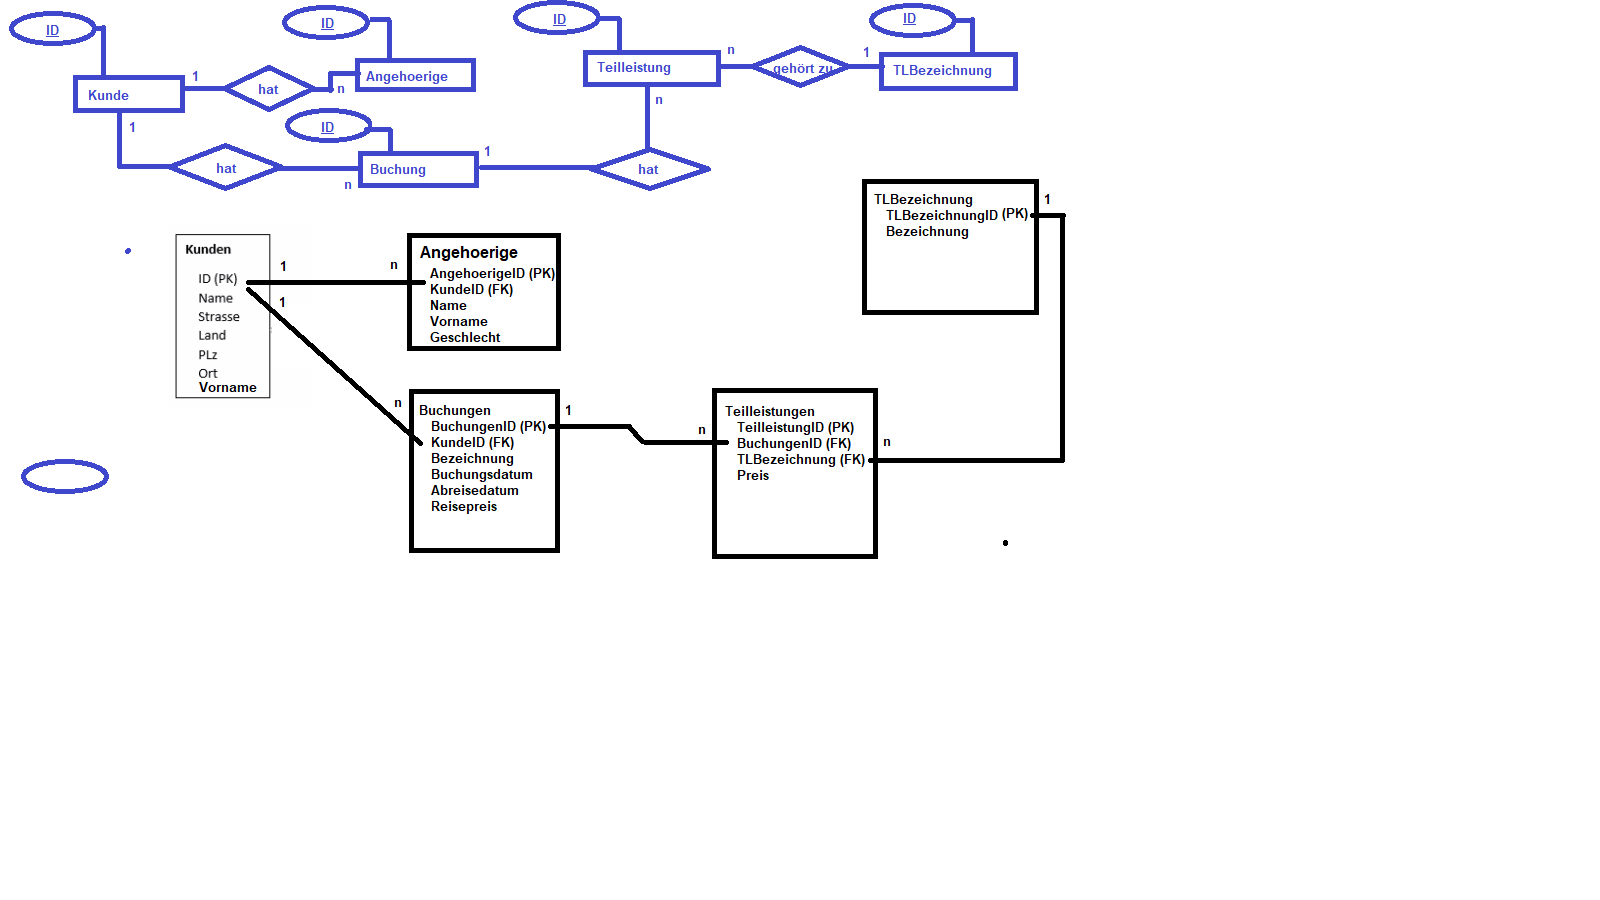 ID
ID
ID
ID
Kunde
1
hat
n
Angehoerige
Teilleistung
n
gehört zu
1
TLBezeichnung
1
hat
n
ID
Buchung
1
hat
n
Kunden
ID (PK)
Name
Strasse
Land
PLz
Ort
Vorname
1
n
1
n
Angehoerige
AngehoerigeID (PK)
KundeID (FK)
Name
Vorname
Geschlecht
Buchungen
BuchungenID (PK)
KundeID (FK)
Bezeichnung
Buchungsdatum
Abreisedatum
Reisepreis
1
n
Teilleistungen
TeilleistungID (PK)
BuchungenID (FK)
TLBezeichnung (FK)
Preis
n
1
TLBezeichnung
TLBezeichnungID (PK)
Bezeichnung